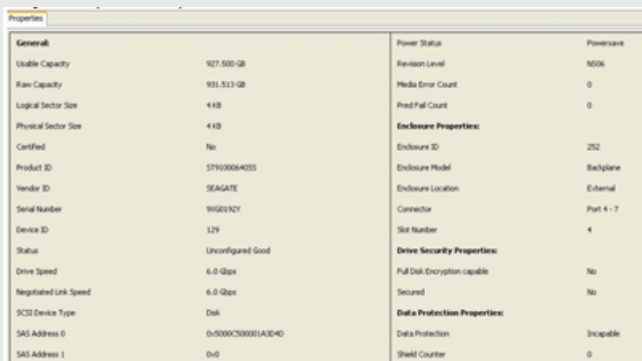 Properties
General:
Usable Capacity 927.500 GB
Raw Capacity 931.513 GB
Logical Sector Size 4 KB
Physical Sector Size 4 KB
Certified No
Product ID ST91000640SS
Vendor ID SEAGATE
Serial Number 9XG0192Y
Device ID 129
Status Unconfigured Good
Drive Speed 6.0 Gbps
Negotiated Link Speed 6.0 Gbps
SCSI Device Type Disk
SAS Address 0 0x5000C500001A3D4D
SAS Address 1 0x0
Power Status Powersave
Revision Level NS06
Media Error Count 0
Pred Fail Count 0
Enclosure Properties:
Enclosure ID 252
Enclosure Model Backplane
Enclosure Location External
Connector Port 4 - 7
Slot Number 4
Drive Security Properties:
Full Disk Encryption capable No
Secured No
Data Protection Properties:
Data Protection Incapable
Shield Counter 0